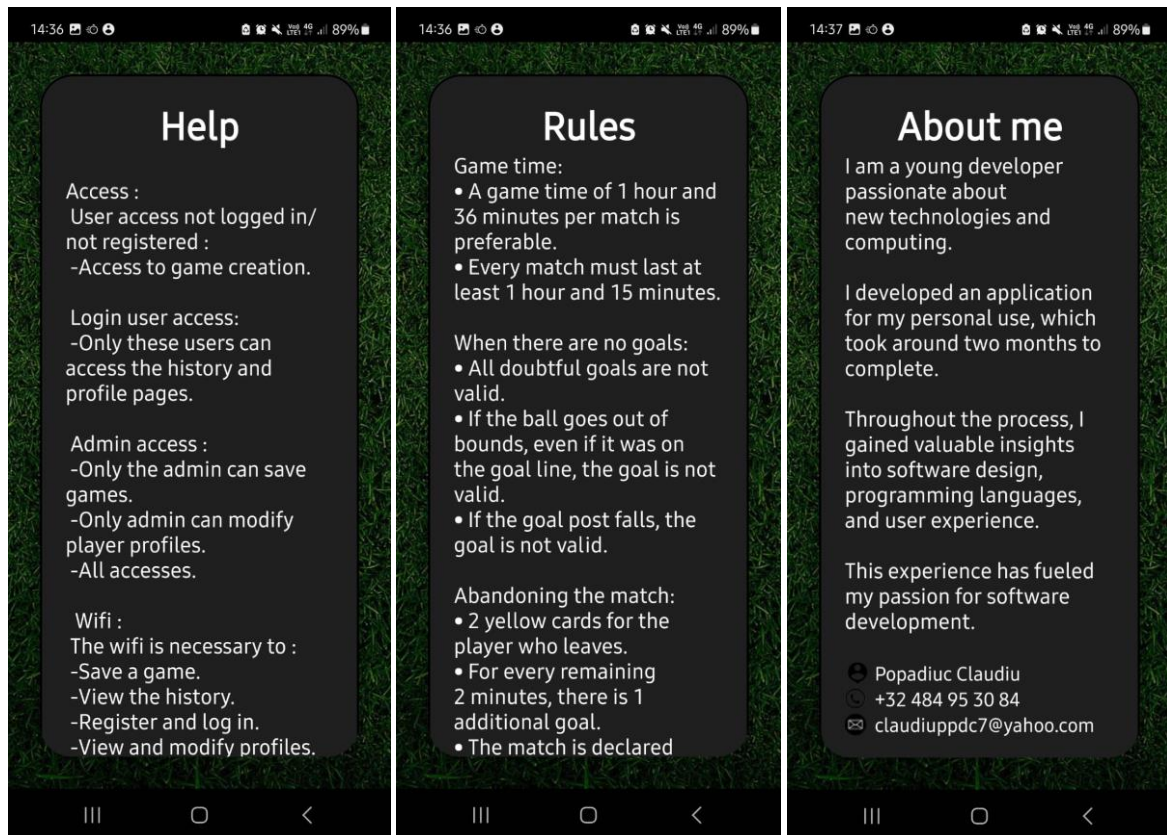 14:36
89%
Help
Access :
User access not logged in/
not registered :
-Access to game creation.
Login user access:
-Only these users can
access the history and
profile pages.
Admin access :
-Only the admin can save
games.
-Only admin can modify
player profiles.
-All accesses.
Wifi :
The wifi is necessary to :
-Save a game.
-View the history.
-Register and log in.
-View and modify profiles.
14:36
89%
Rules
Game time:
• A game time of 1 hour and
36 minutes per match is
preferable.
• Every match must last at
least 1 hour and 15 minutes.
When there are no goals:
• All doubtful goals are not
valid.
• If the ball goes out of
bounds, even if it was on
the goal line, the goal is not
valid.
• If the goal post falls, the
goal is not valid.
Abandoning the match:
• 2 yellow cards for the
player who leaves.
• For every remaining
2 minutes, there is 1
additional goal.
• The match is declared
14:37
89%
About me
I am a young developer
passionate about
new technologies and
computing.
I developed an application
for my personal use, which
took around two months to
complete.
Throughout the process, I
gained valuable insights
into software design,
programming languages,
and user experience.
This experience has fueled
my passion for software
development.
Popadiuc Claudiu
+32 484 95 30 84
claudiuppdc7@yahoo.com